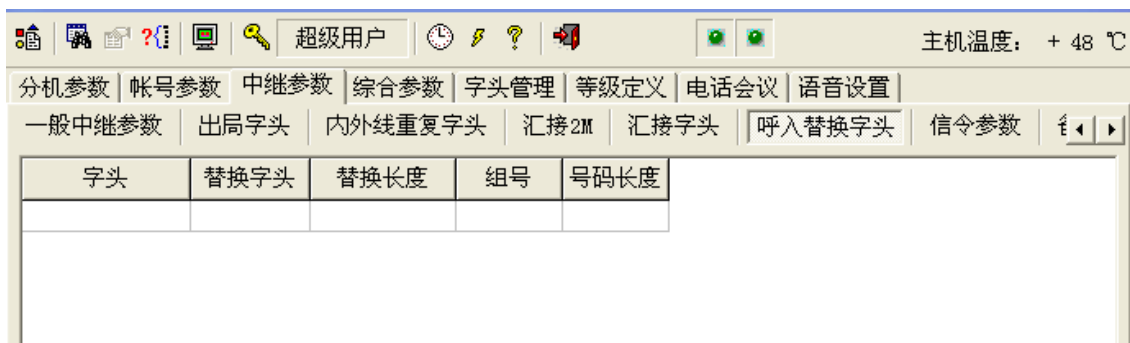 超级用户 主机温度： + 48 ℃
分机参数 帐号参数 中继参数 综合参数 字头管理 等级定义 电话会议 语音设置
一般中继参数 出局字头 内外线重复字头 汇接2M 汇接字头 呼入替换字头 信令参数
字头 替换字头 替换长度 组号 号码长度